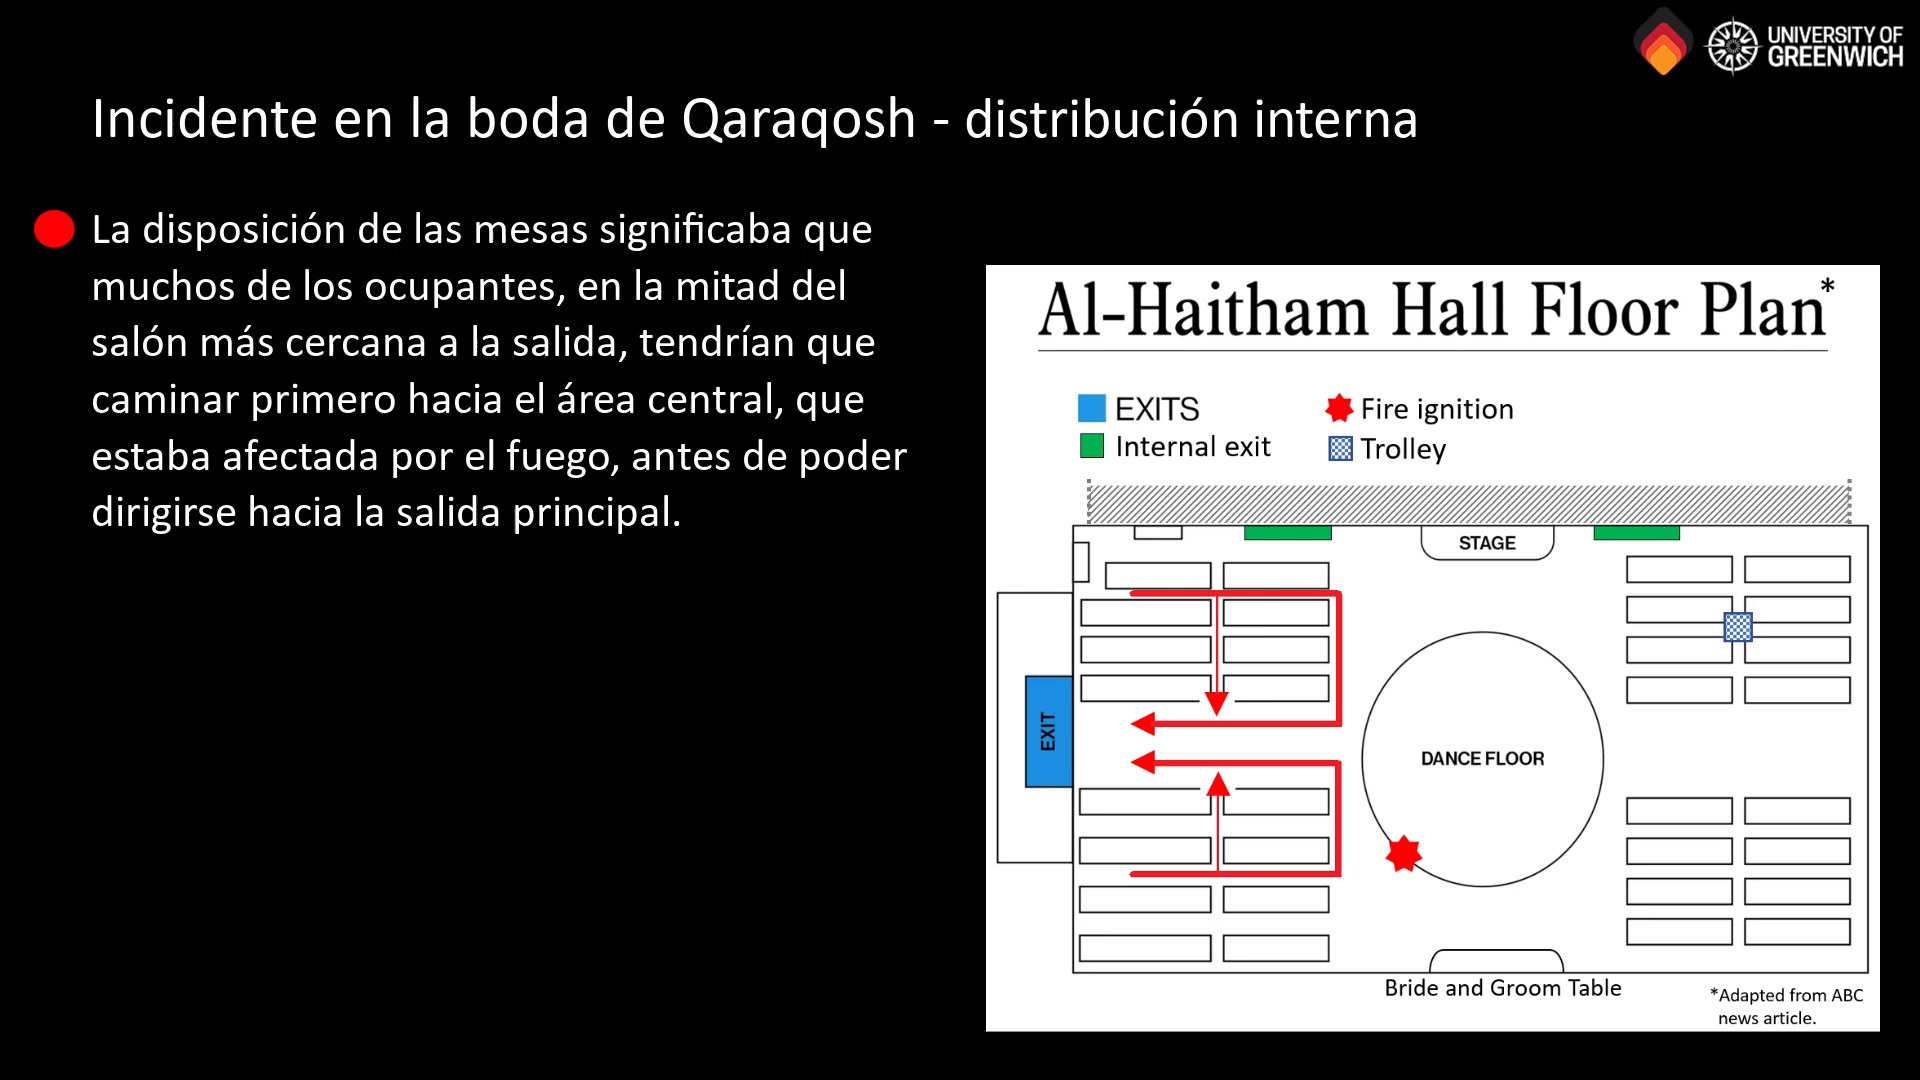 UNIVERSITY OF
GREENWICH
Incidente en la boda de Qaraqosh - distribución interna
La disposición de las mesas significaba que
muchos de los ocupantes, en la mitad del
salón más cercana a la salida, tendrían que
caminar primero hacia el área central, que
estaba afectada por el fuego, antes de poder
dirigirse hacia la salida principal.
Al-Haitham Hall Floor Plan*
EXITS
Fire ignition
Internal exit
Trolley
STAGE
EXIT
DANCE FLOOR
Bride and Groom Table
*Adapted from ABC
news article.